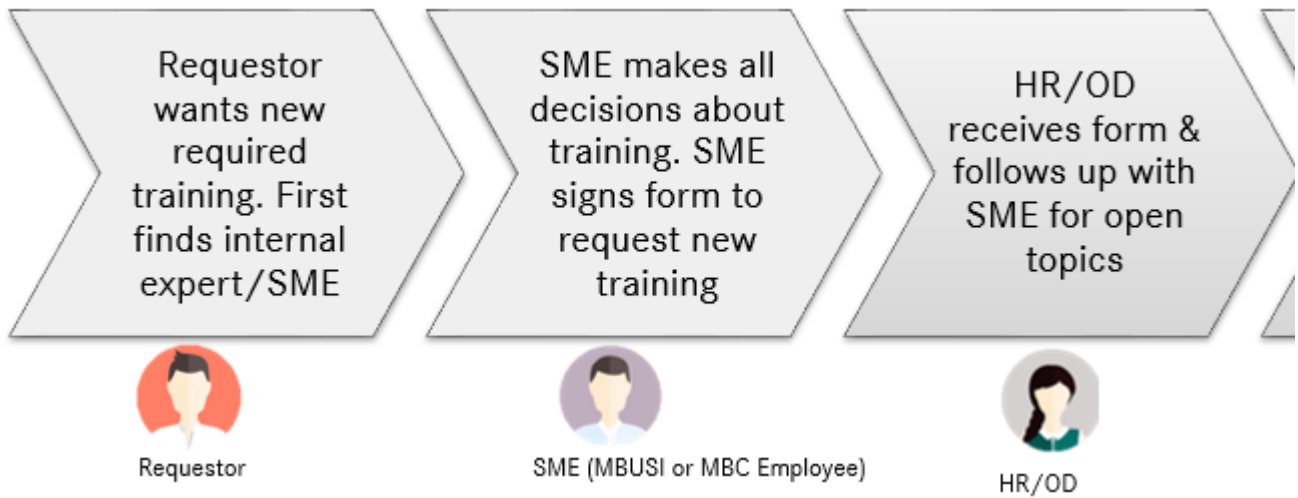 Requestor
wants new
required
training. First
finds internal
expert/SME
SME makes all
decisions about
training. SME
signs form to
request new
training
HR/OD
receives form &
follows up with
SME for open
topics
Requestor
SME (MBUSI or MBC Employee)
HR/OD